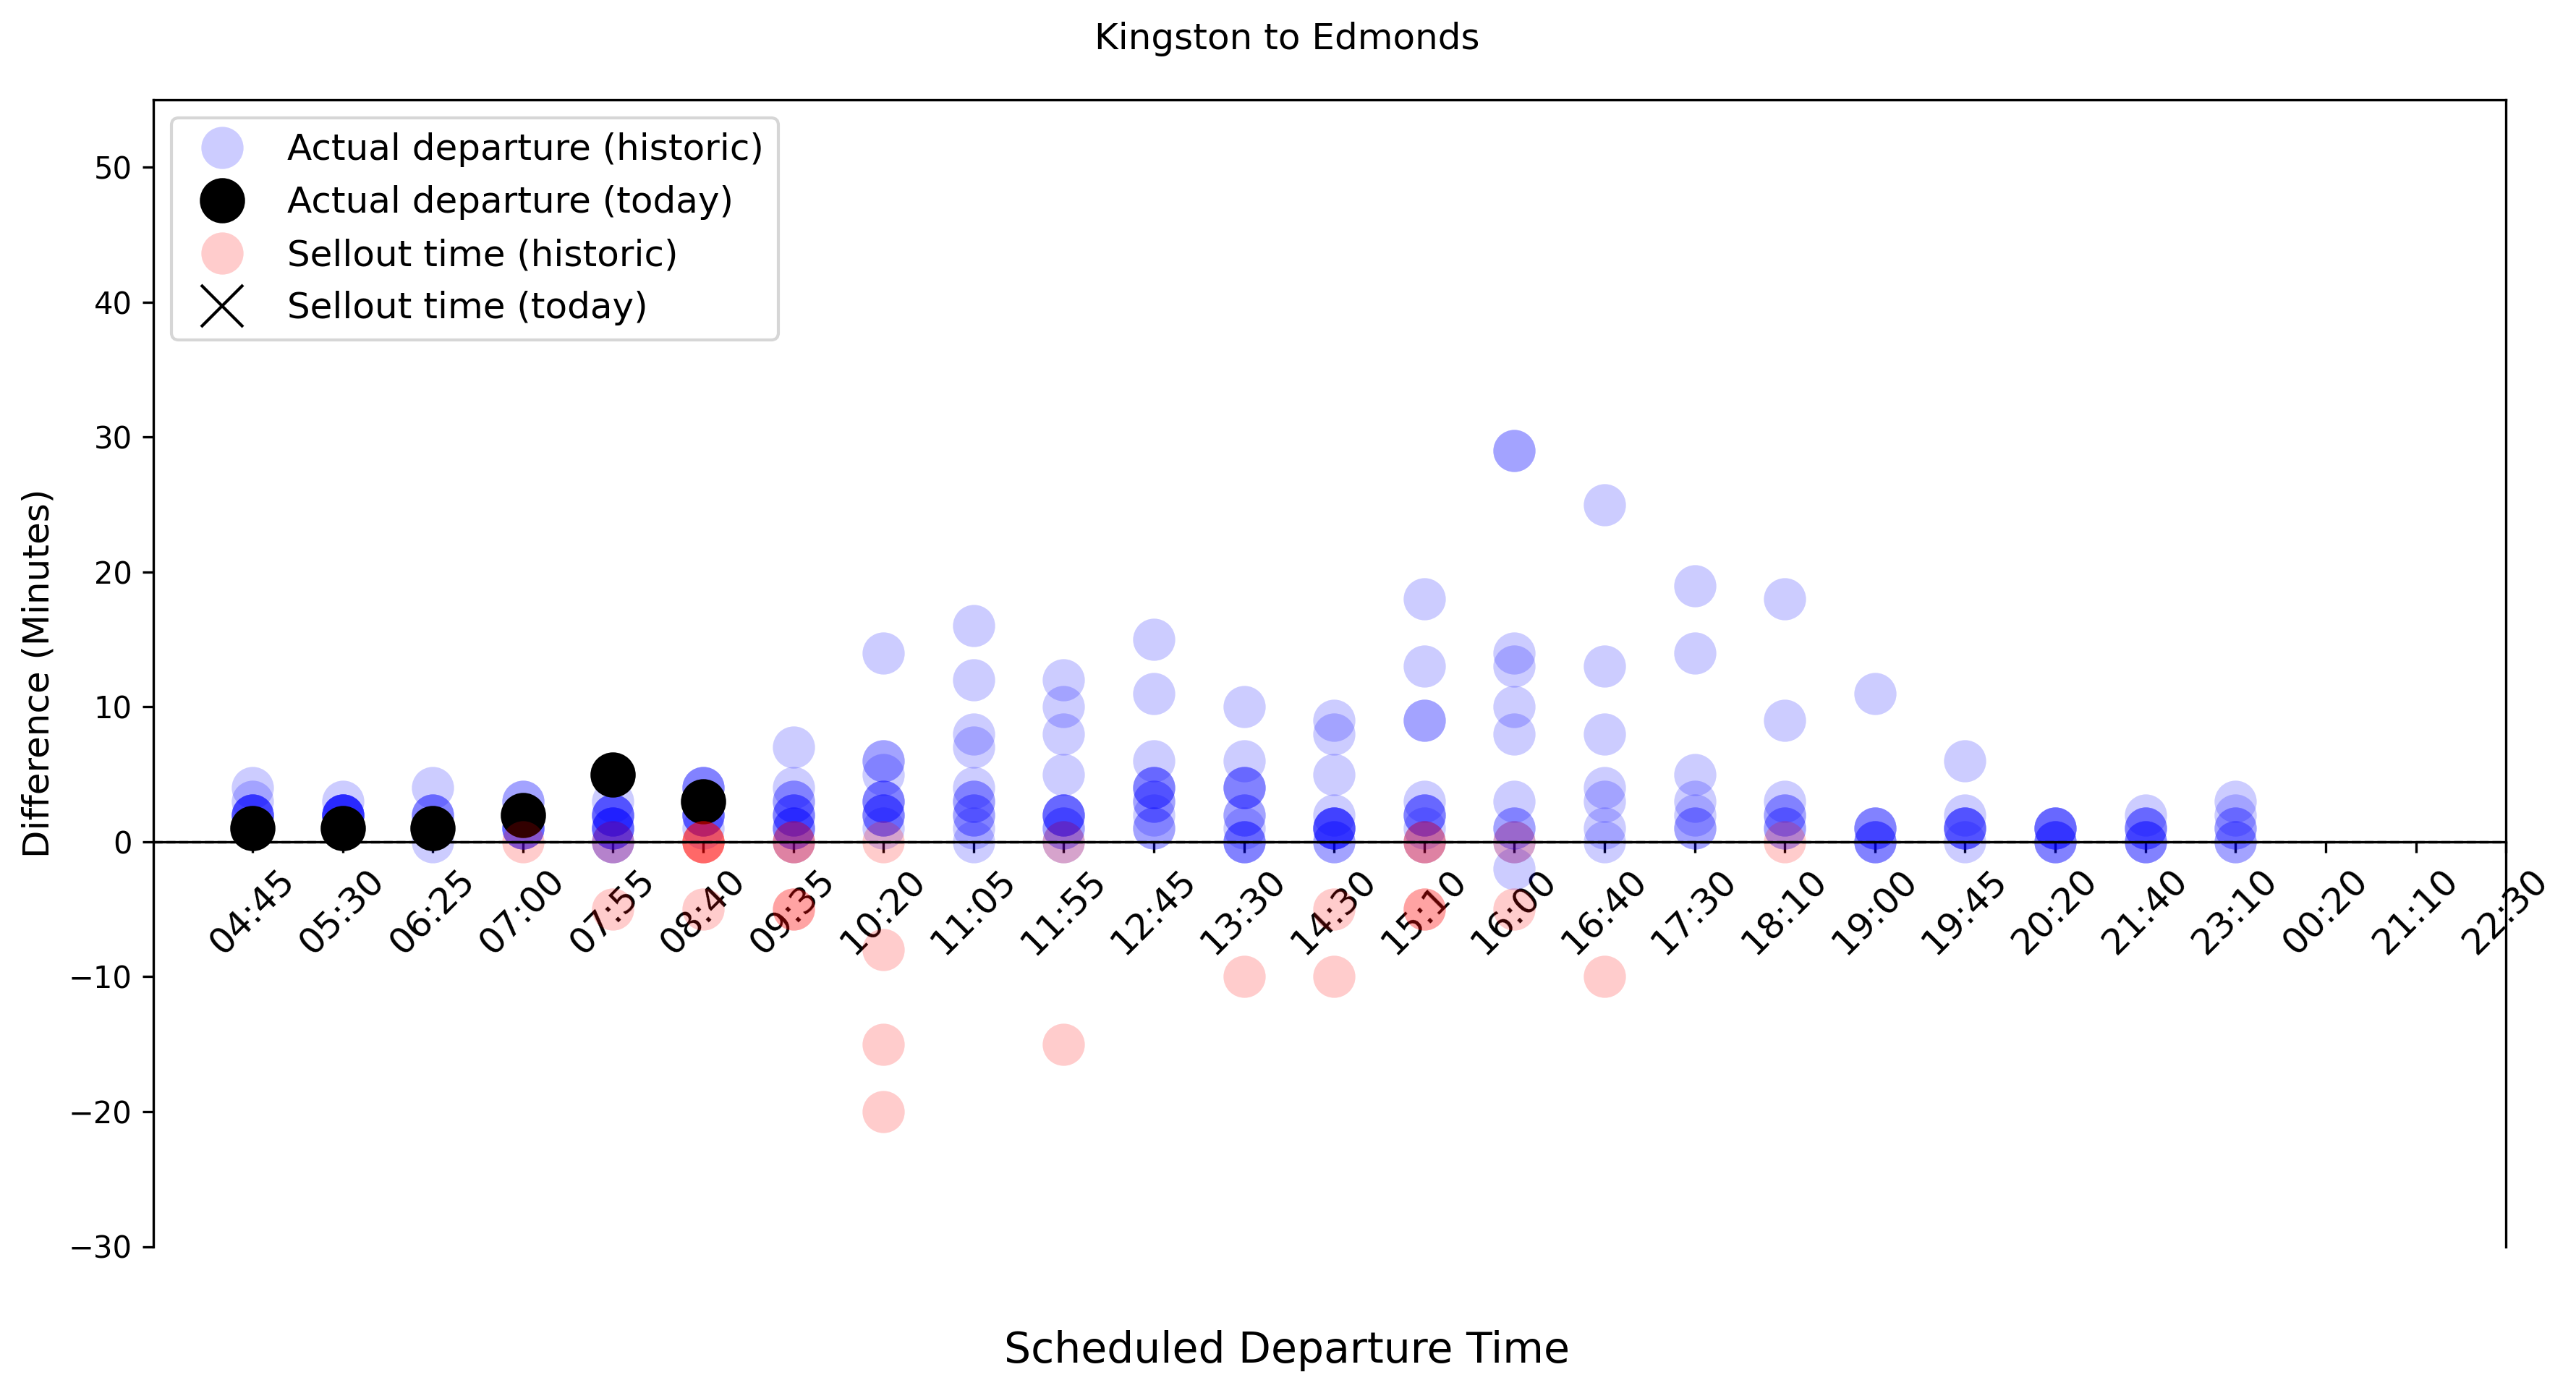 Kingston to Edmonds
Actual departure (historic)
Actual departure (today)
Sellout time (historic)
Sellout time (today)
Difference (Minutes)
50
40
30
20
10
0
−10
−20
−30
04:45 05:30 06:25 07:00 07:55 08:40 09:35 10:20 11:05 11:55 12:45 13:30 14:30 15:10 16:00 16:40 17:30 18:10 19:00 19:45 20:20 21:40 23:10 00:20 21:10 22:30
Scheduled Departure Time